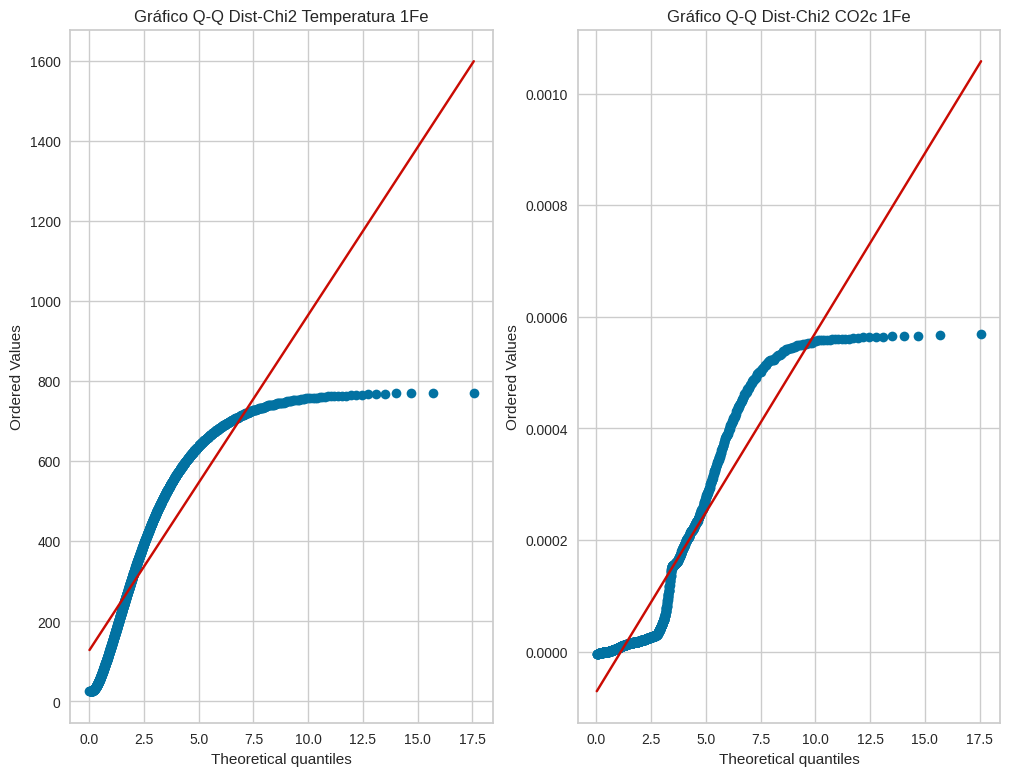 Gráfico Q-Q Dist-Chi2 Temperatura 1Fe
1600
1400
1200
1000
800
600
400
200
0
Ordered Values
0.0 2.5 5.0 7.5 10.0 12.5 15.0 17.5
Theoretical quantiles
Gráfico Q-Q Dist-Chi2 CO2c 1Fe
0.0010
0.0008
0.0006
0.0004
0.0002
0.0000
Ordered Values
0.0 2.5 5.0 7.5 10.0 12.5 15.0 17.5
Theoretical quantiles